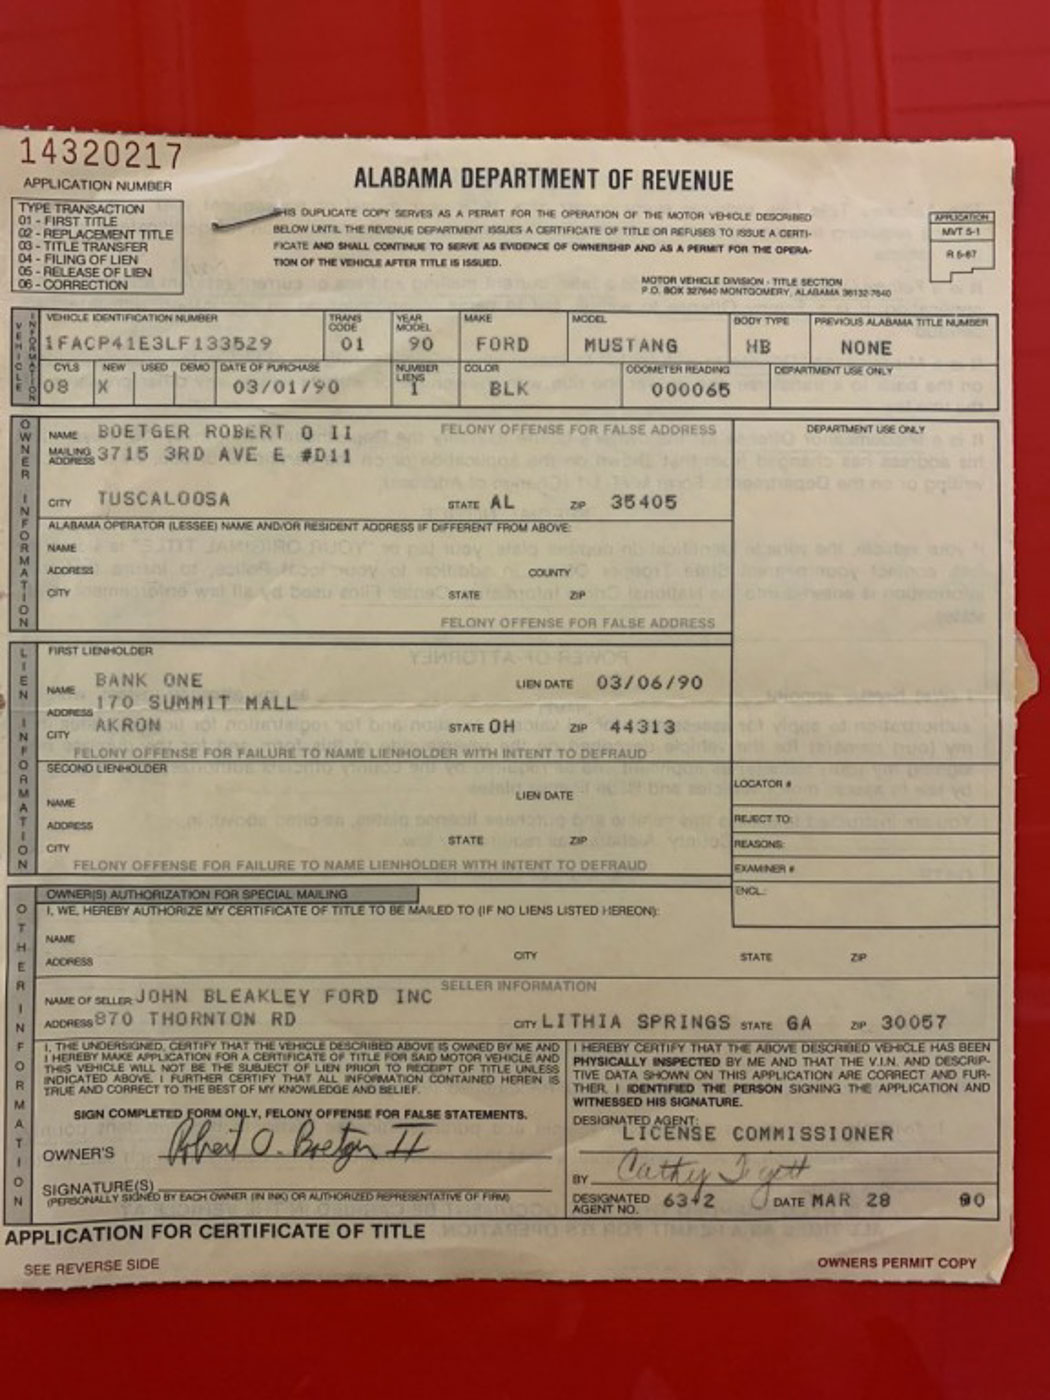 14320217
APPLICATION NUMBER
ALABAMA DEPARTMENT OF REVENUE
TYPE TRANSACTION
01 - FIRST TITLE
02 - REPLACEMENT TITLE
03 - TITLE TRANSFER
04 - FILING OF LIEN
05 - RELEASE OF LIEN
06 - CORRECTION
THIS DUPLICATE COPY SERVES AS A PERMIT FOR THE OPERATION OF THE MOTOR VEHICLE DESCRIBED
BELOW UNTIL THE REVENUE DEPARTMENT ISSUES A CERTIFICATE OF TITLE OR REFUSES TO ISSUE A CERTI-
FICATE AND SHALL CONTINUE TO SERVE AS EVIDENCE OF OWNERSHIP AND AS A PERMIT FOR THE OPERA-
TION OF THE VEHICLE AFTER TITLE IS ISSUED.
APPLICATION
MVT 5-1
R 5-87
MOTOR VEHICLE DIVISION - TITLE SECTION
P.O. BOX 327640 MONTGOMERY, ALABAMA 36132-7640
VEHICLE INFORMATION
VEHICLE IDENTIFICATION NUMBER TRANS CODE YEAR MODEL MAKE MODEL BODY TYPE PREVIOUS ALABAMA TITLE NUMBER
1FACP41E3LF133529 01 90 FORD MUSTANG HB NONE
CYLS NEW USED DEMO DATE OF PURCHASE NUMBER LIENS COLOR ODOMETER READING DEPARTMENT USE ONLY
08 X 03/01/90 1 BLK 000065
OWNER INFORMATION
NAME BOETGER ROBERT O II FELONY OFFENSE FOR FALSE ADDRESS DEPARTMENT USE ONLY
MAILING ADDRESS 3715 3RD AVE E #D11
CITY TUSCALOOSA STATE AL ZIP 35405
ALABAMA OPERATOR (LESSEE) NAME AND/OR RESIDENT ADDRESS IF DIFFERENT FROM ABOVE:
NAME
ADDRESS COUNTY
CITY STATE ZIP
FELONY OFFENSE FOR FALSE ADDRESS
LIEN INFORMATION
FIRST LIENHOLDER
NAME BANK ONE LIEN DATE 03/06/90
ADDRESS 170 SUMMIT MALL
CITY AKRON STATE OH ZIP 44313
FELONY OFFENSE FOR FAILURE TO NAME LIENHOLDER WITH INTENT TO DEFRAUD
SECOND LIENHOLDER
NAME LIEN DATE
ADDRESS
CITY STATE ZIP
FELONY OFFENSE FOR FAILURE TO NAME LIENHOLDER WITH INTENT TO DEFRAUD
LOCATOR #
REJECT TO:
REASONS:
EXAMINER #
ENCL.:
OTHER INFORMATION
OWNER(S) AUTHORIZATION FOR SPECIAL MAILING
I, WE, HEREBY AUTHORIZE MY CERTIFICATE OF TITLE TO BE MAILED TO (IF NO LIENS LISTED HEREON):
NAME
ADDRESS CITY STATE ZIP
SELLER INFORMATION
NAME OF SELLER JOHN BLEAKLEY FORD INC
ADDRESS 870 THORNTON RD CITY LITHIA SPRINGS STATE GA ZIP 30057
I, THE UNDERSIGNED, CERTIFY THAT THE VEHICLE DESCRIBED ABOVE IS OWNED BY ME AND
I HEREBY MAKE APPLICATION FOR A CERTIFICATE OF TITLE FOR SAID MOTOR VEHICLE AND
THIS VEHICLE WILL NOT BE THE SUBJECT OF LIEN PRIOR TO RECEIPT OF TITLE UNLESS
INDICATED ABOVE. I FURTHER CERTIFY THAT ALL INFORMATION CONTAINED HEREIN IS
TRUE AND CORRECT TO THE BEST OF MY KNOWLEDGE AND BELIEF.
SIGN COMPLETED FORM ONLY, FELONY OFFENSE FOR FALSE STATEMENTS.
OWNER'S Robert O. Boetger II
SIGNATURE(S)
(PERSONALLY SIGNED BY EACH OWNER (IN INK) OR AUTHORIZED REPRESENTATIVE OF FIRM)
I HEREBY CERTIFY THAT THE ABOVE DESCRIBED VEHICLE HAS BEEN
PHYSICALLY INSPECTED BY ME AND THAT THE V.I.N. AND DESCRIP-
TIVE DATA SHOWN ON THIS APPLICATION ARE CORRECT AND FUR-
THER, I IDENTIFIED THE PERSON SIGNING THE APPLICATION AND
WITNESSED HIS SIGNATURE.
DESIGNATED AGENT:
LICENSE COMMISSIONER
BY Cathy
DESIGNATED AGENT NO. 63+2 DATE MAR 28 90
APPLICATION FOR CERTIFICATE OF TITLE
SEE REVERSE SIDE
OWNERS PERMIT COPY